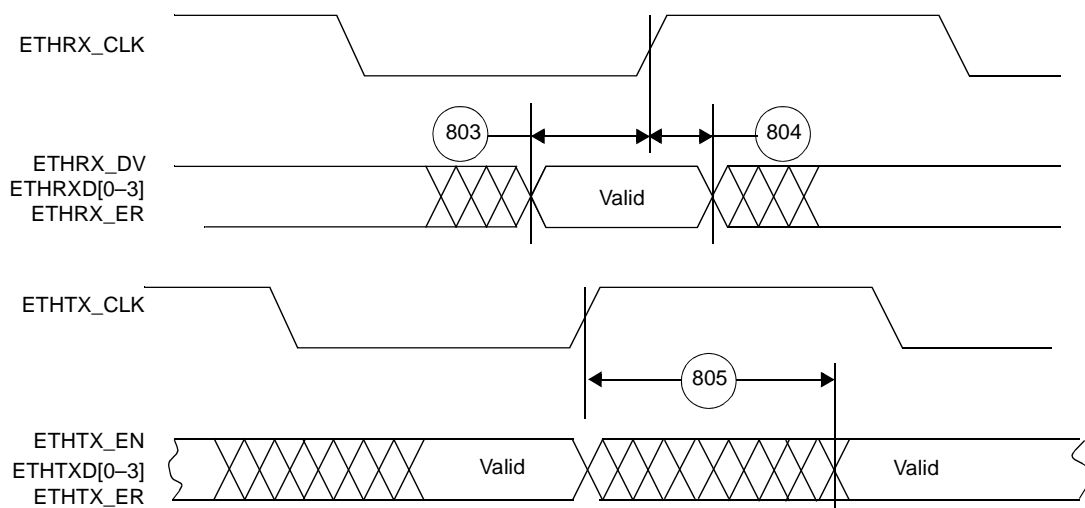 ETHRX_CLK
803
804
ETHRX_DV
ETHRXD[0–3]
ETHRX_ER
Valid
ETHTX_CLK
805
ETHTX_EN
ETHTXD[0–3]
ETHTX_ER
Valid
Valid